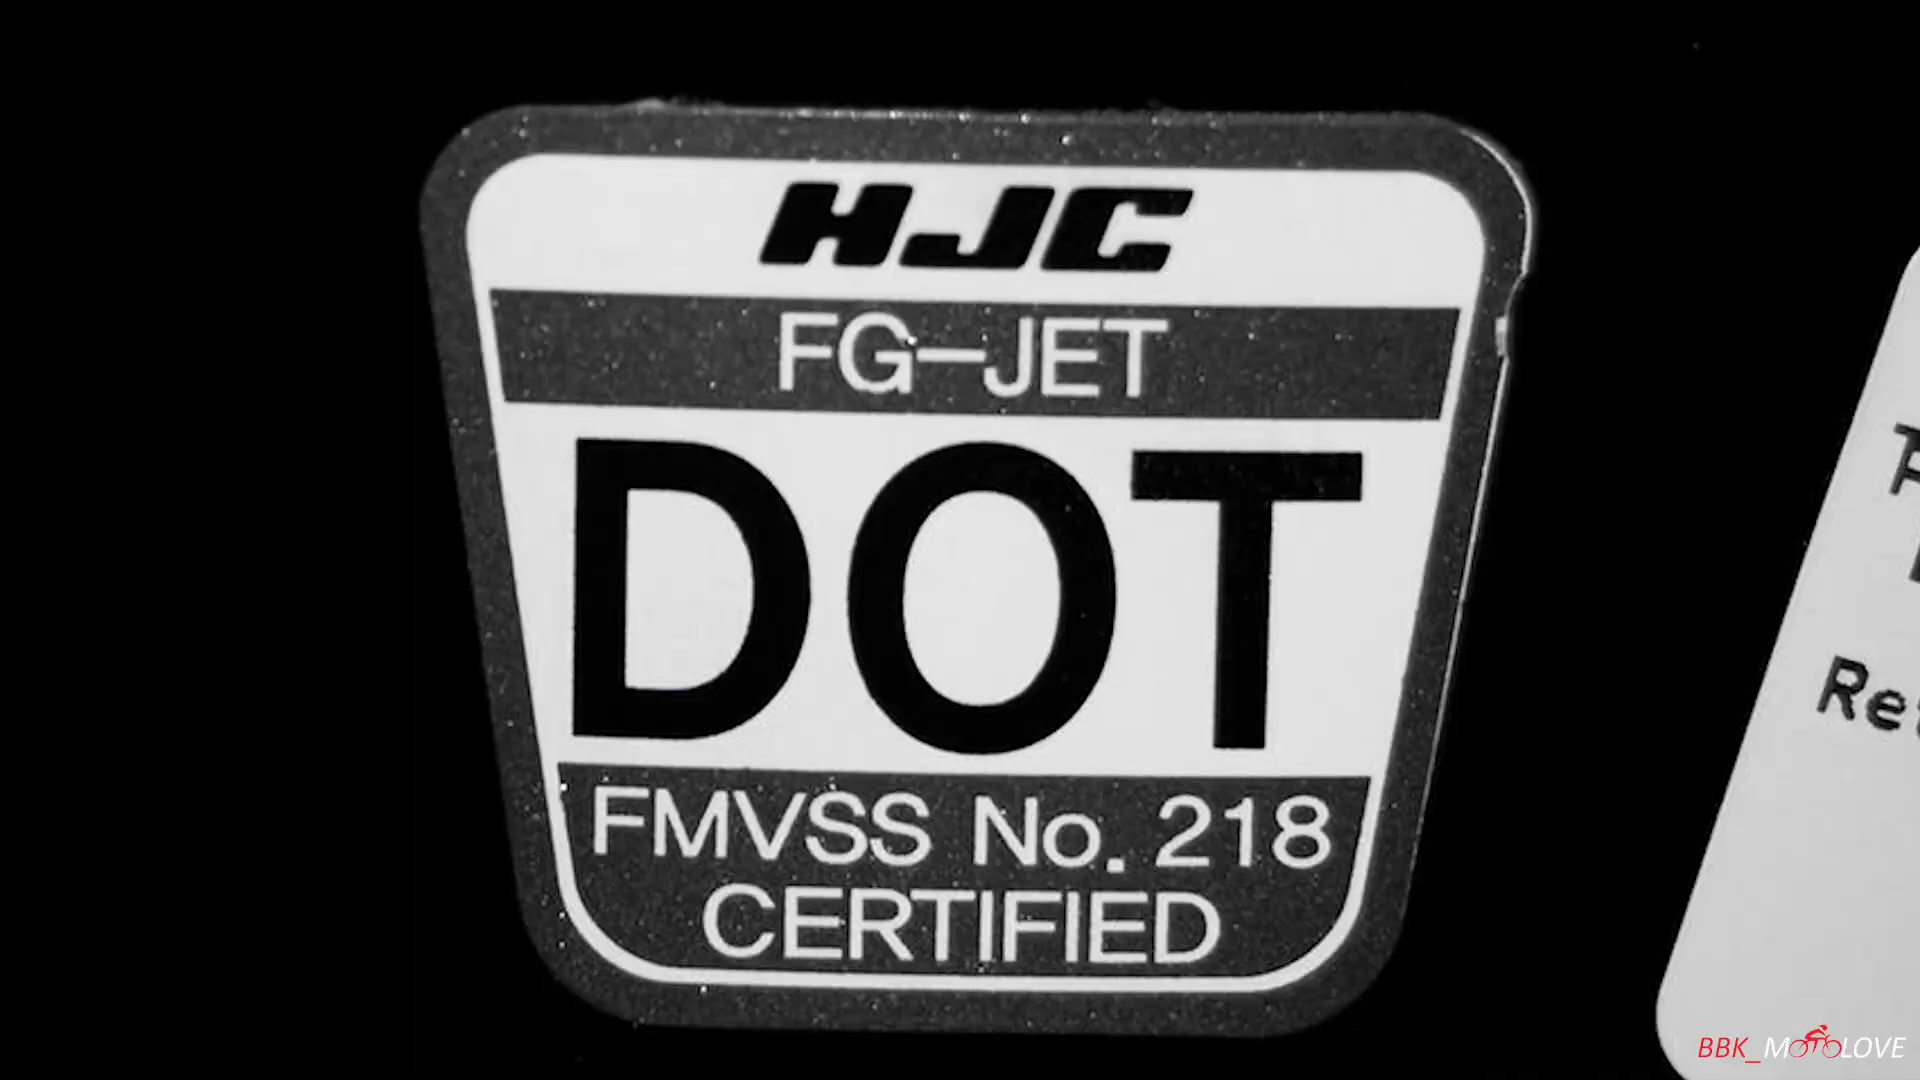 HJC
FG-JET
DOT
FMVSS No. 218
CERTIFIED
BBK_MOTOLOVE